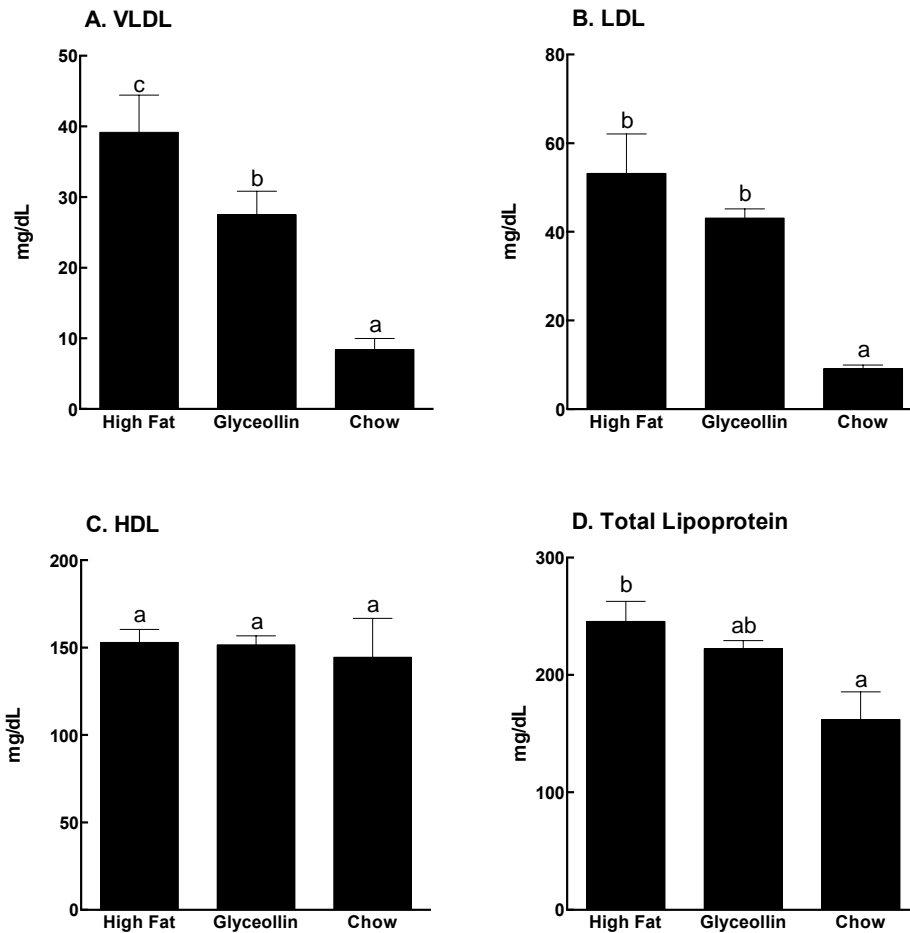 A. VLDL
50
40
30
20
10
0
mg/dL
c
b
a
High Fat Glyceollin Chow
B. LDL
80
60
40
20
0
mg/dL
b
b
a
High Fat Glyceollin Chow
C. HDL
200
150
100
50
0
mg/dL
a
a
a
High Fat Glyceollin Chow
D. Total Lipoprotein
300
200
100
0
mg/dL
b
ab
a
High Fat Glyceollin Chow